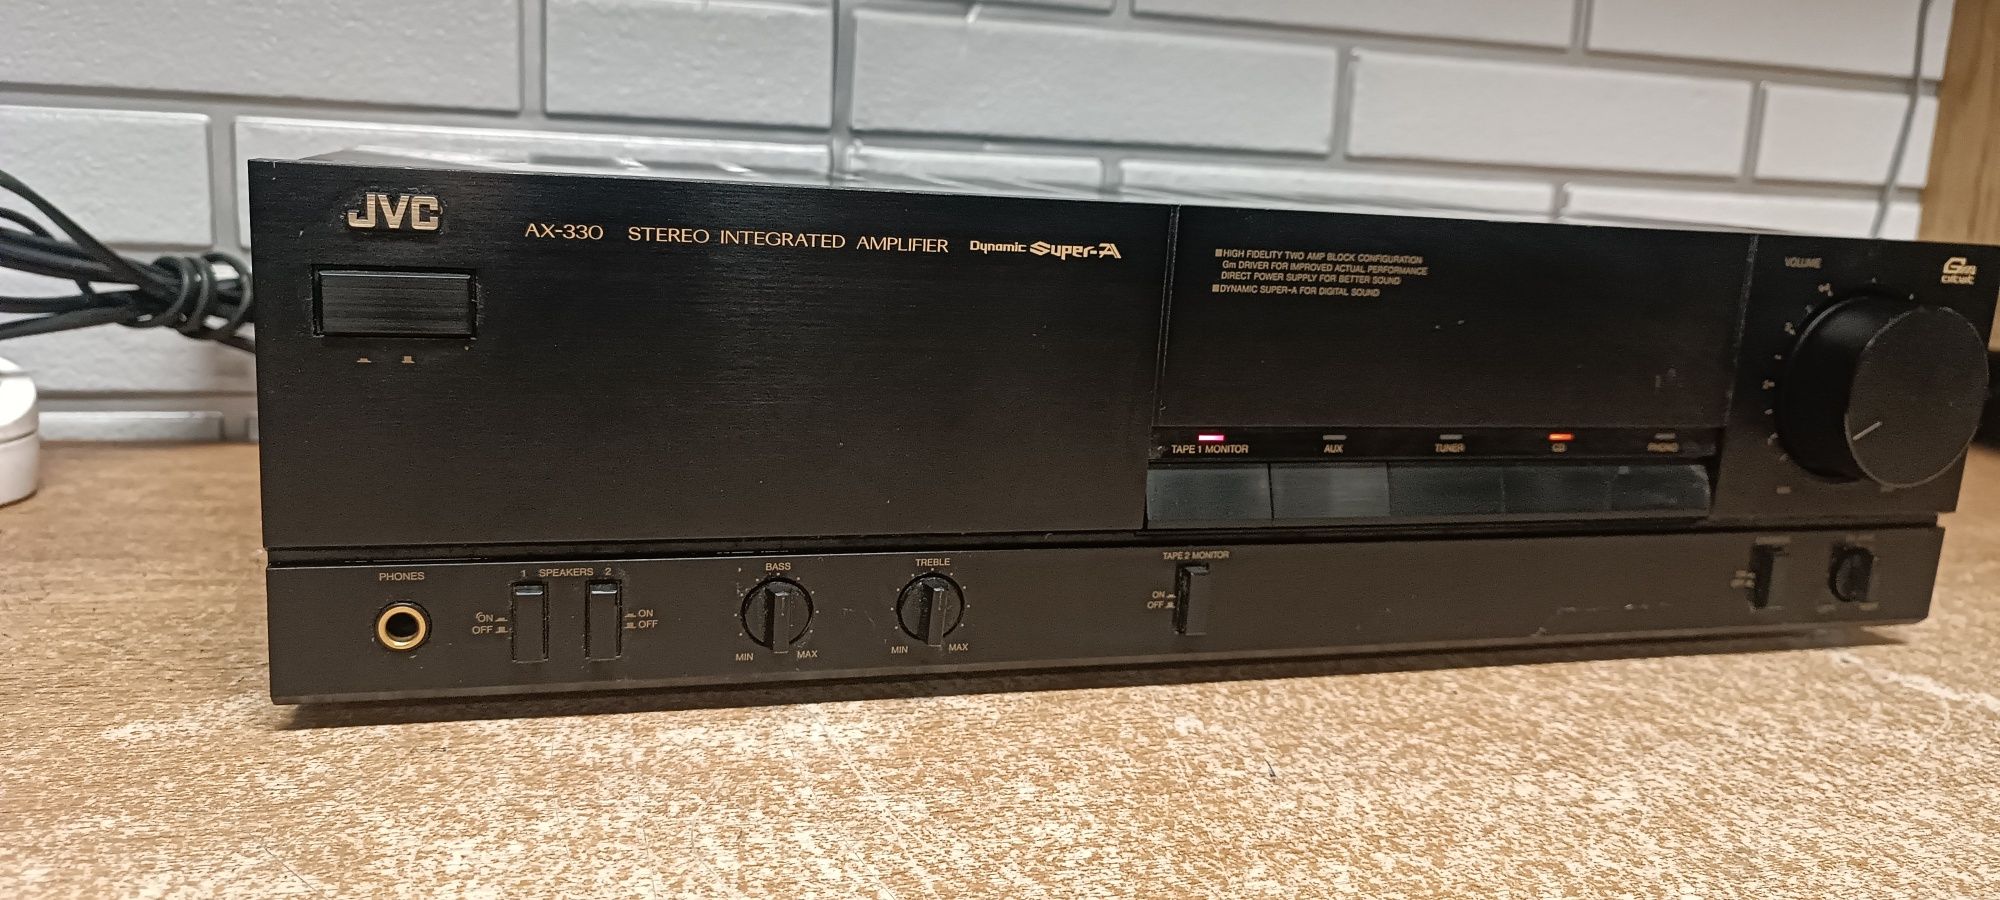 JVC
AX-330 STEREO INTEGRATED AMPLIFIER Dynamic Super-A
■HIGH FIDELITY TWO AMP BLOCK CONFIGURATION
Gm DRIVER FOR IMPROVED ACTUAL PERFORMANCE
DIRECT POWER SUPPLY FOR BETTER SOUND
■DYNAMIC SUPER-A FOR DIGITAL SOUND
VOLUME
Gm
circuit
TAPE 1 MONITOR AUX TUNER CD PHONO
PHONES
1 SPEAKERS 2
ON
OFF
ON
OFF
BASS
MIN MAX
TREBLE
MIN MAX
TAPE 2 MONITOR
ON
OFF